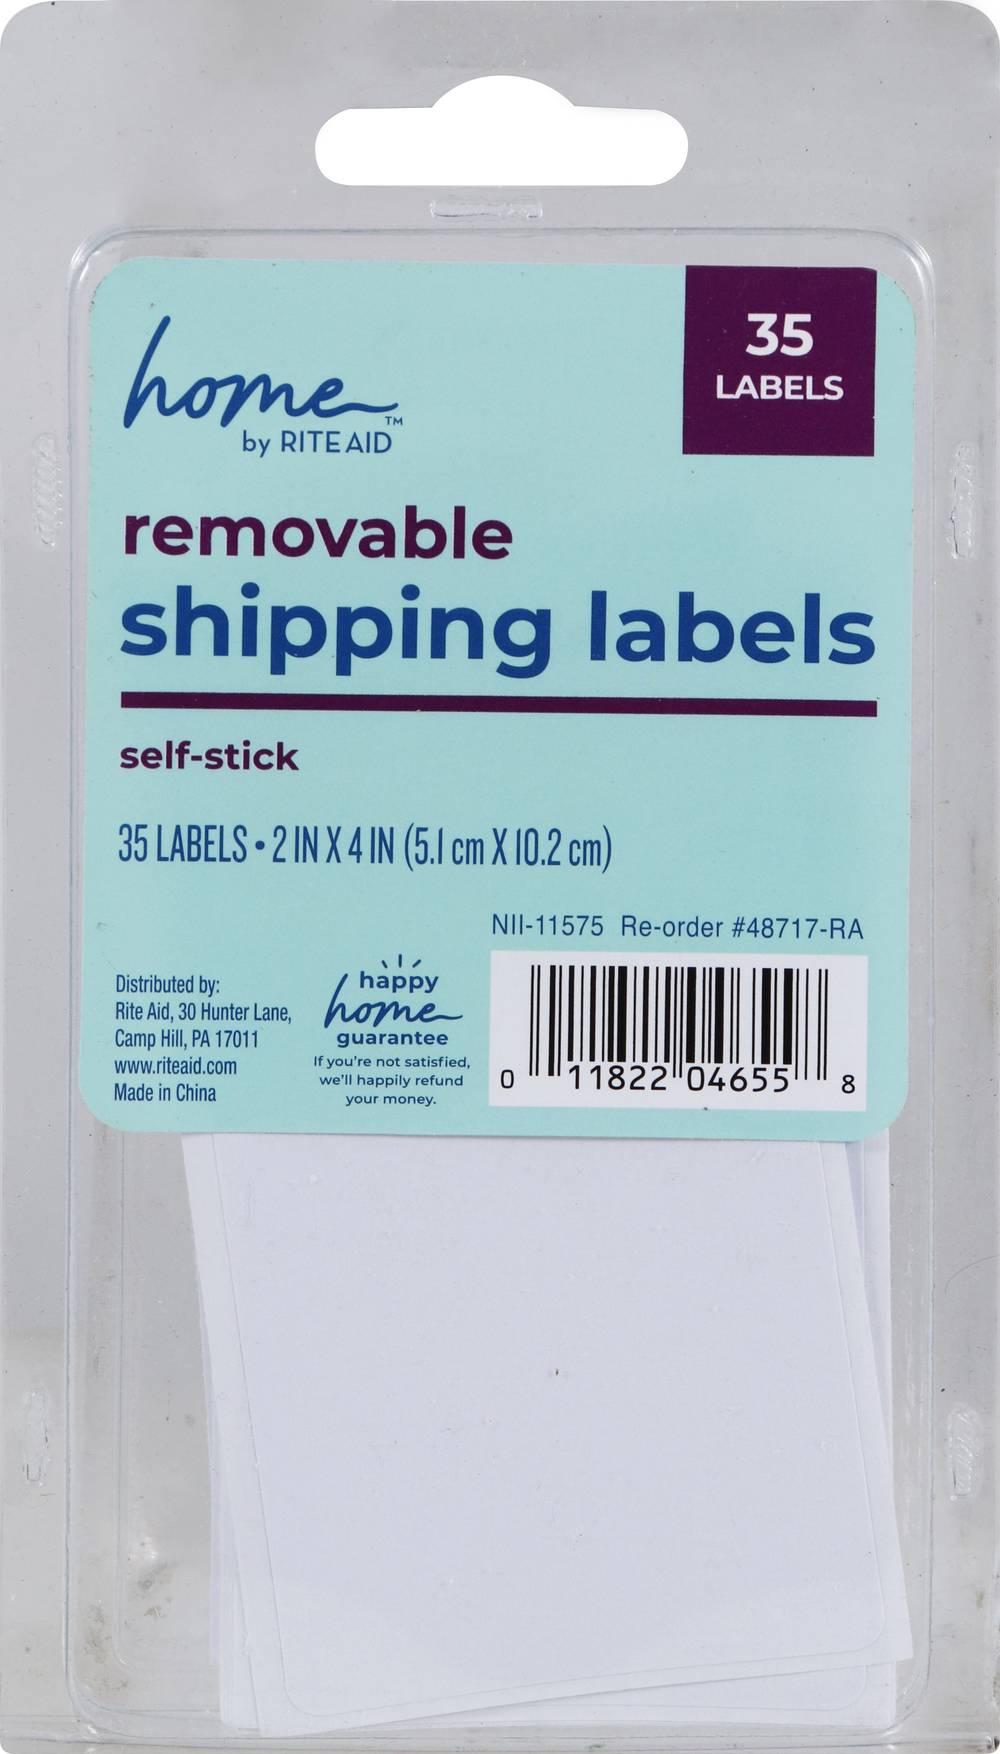 home™
by RITE AID
35
LABELS
removable
shipping labels
self-stick
35 LABELS • 2 IN X 4 IN (5.1 cm X 10.2 cm)
NII-11575 Re-order #48717-RA
Distributed by:
Rite Aid, 30 Hunter Lane,
Camp Hill, PA 17011
www.riteaid.com
Made in China
happy
home
guarantee
If you're not satisfied,
we'll happily refund
your money.
0 11822 04655 8